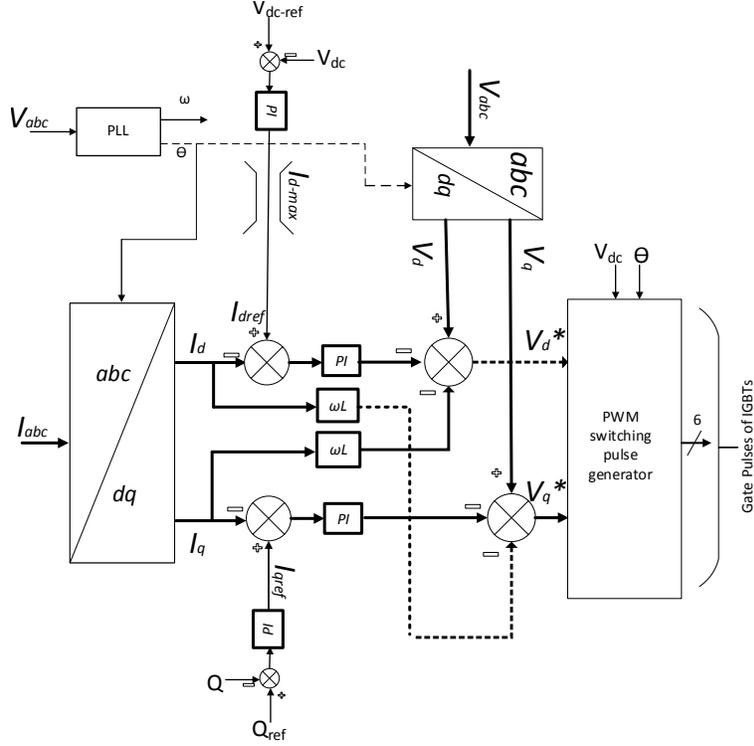 Vdc-ref
Vdc
PI
Vabc
PLL
ω
Θ
Id-max
Vabc
abc
dq
Vd
Vq
Vdc
Θ
Idref
Id
PI
Vd*
abc
dq
Iabc
ωL
ωL
PWM
switching
pulse
generator
6
Gate Pulses of IGBTs
Iq
PI
Vq*
Iqref
PI
Q
Qref